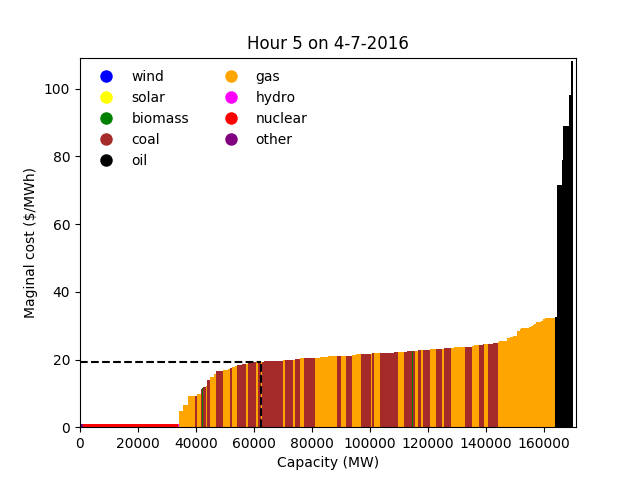 Hour 5 on 4-7-2016
Maginal cost ($/MWh)
100
80
60
40
20
0
wind
solar
biomass
coal
oil
gas
hydro
nuclear
other
0 20000 40000 60000 80000 100000 120000 140000 160000
Capacity (MW)